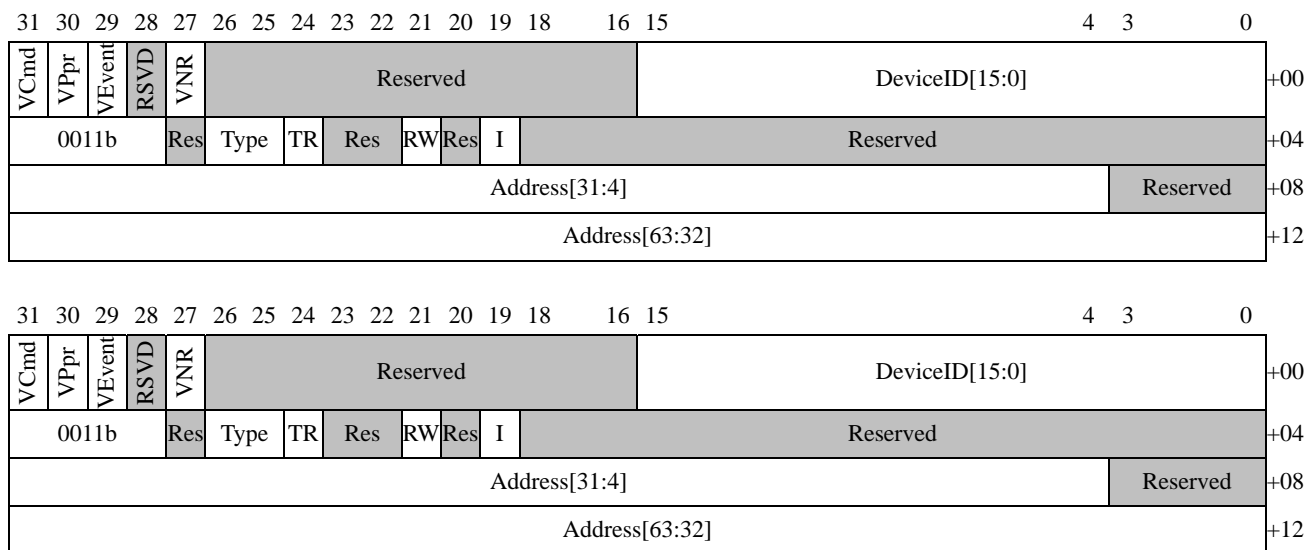 31 30 29 28 27 26 25 24 23 22 21 20 19 18 16 15 4 3 0
VCmd VPpr VEvent RSVD VNR Reserved DeviceID[15:0] +00
0011b Res Type TR Res RW Res I Reserved +04
Address[31:4] Reserved +08
Address[63:32] +12
31 30 29 28 27 26 25 24 23 22 21 20 19 18 16 15 4 3 0
VCmd VPpr VEvent RSVD VNR Reserved DeviceID[15:0] +00
0011b Res Type TR Res RW Res I Reserved +04
Address[31:4] Reserved +08
Address[63:32] +12